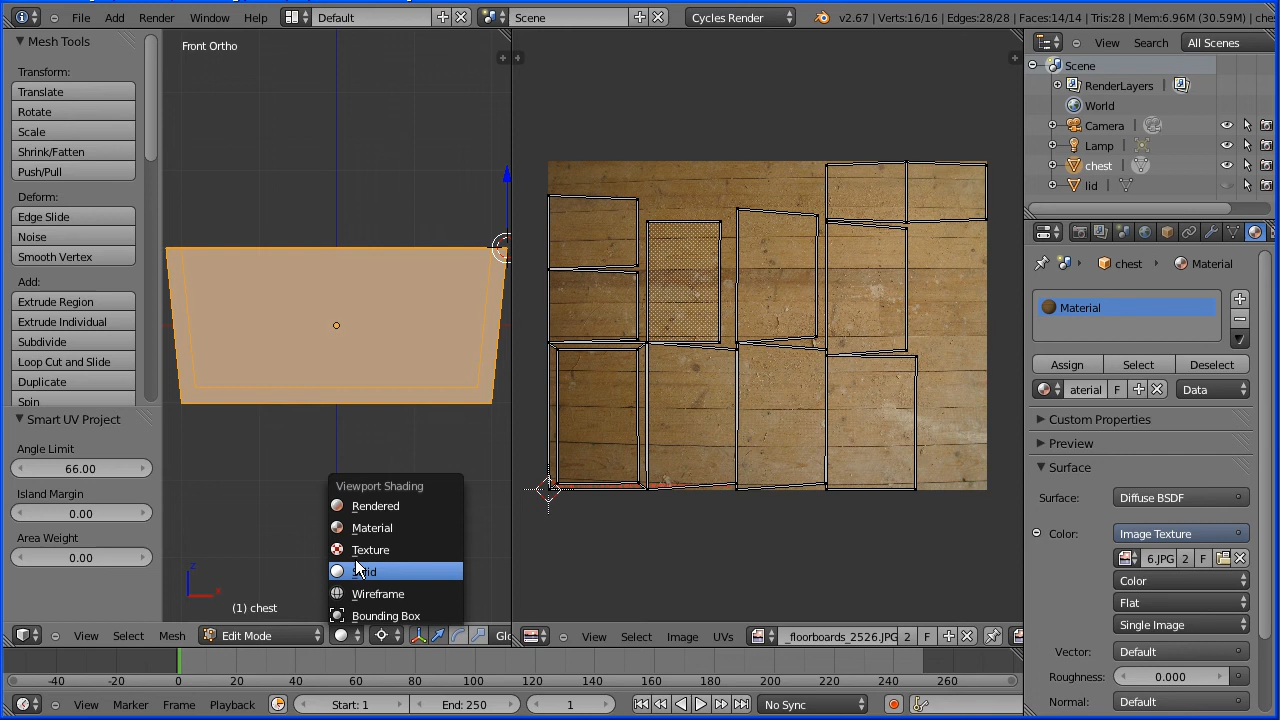 File Add Render Window Help Default Scene Cycles Render v2.67 | Verts:16/16 | Edges:28/28 | Faces:14/14 | Tris:28 | Mem:6.96M (30.59M) | che
Mesh Tools
Transform:
Translate
Rotate
Scale
Shrink/Fatten
Push/Pull
Deform:
Edge Slide
Noise
Smooth Vertex
Add:
Extrude Region
Extrude Individual
Subdivide
Loop Cut and Slide
Duplicate
Spin
Smart UV Project
Angle Limit
66.00
Island Margin
0.00
Area Weight
0.00
Front Ortho
z
x
(1) chest
Viewport Shading
Rendered
Material
Texture
Wireframe
Bounding Box
View Select Mesh Edit Mode Glo
View Select Image UVs _floorboards_2526.JPG 2 F
View Search All Scenes
Scene
RenderLayers |
World
Camera |
Lamp |
chest |
lid |
chest Material
Material
Assign Select Deselect
aterial F Data
Custom Properties
Preview
Surface
Surface: Diffuse BSDF
Color: Image Texture
6.JPG 2 F
Color
Flat
Single Image
Vector: Default
Roughness: 0.000
Normal: Default
-40 -20 0 20 40 60 80 100 120 140 160 180 200 220 240 260
View Marker Frame Playback Start: 1 End: 250 1 No Sync